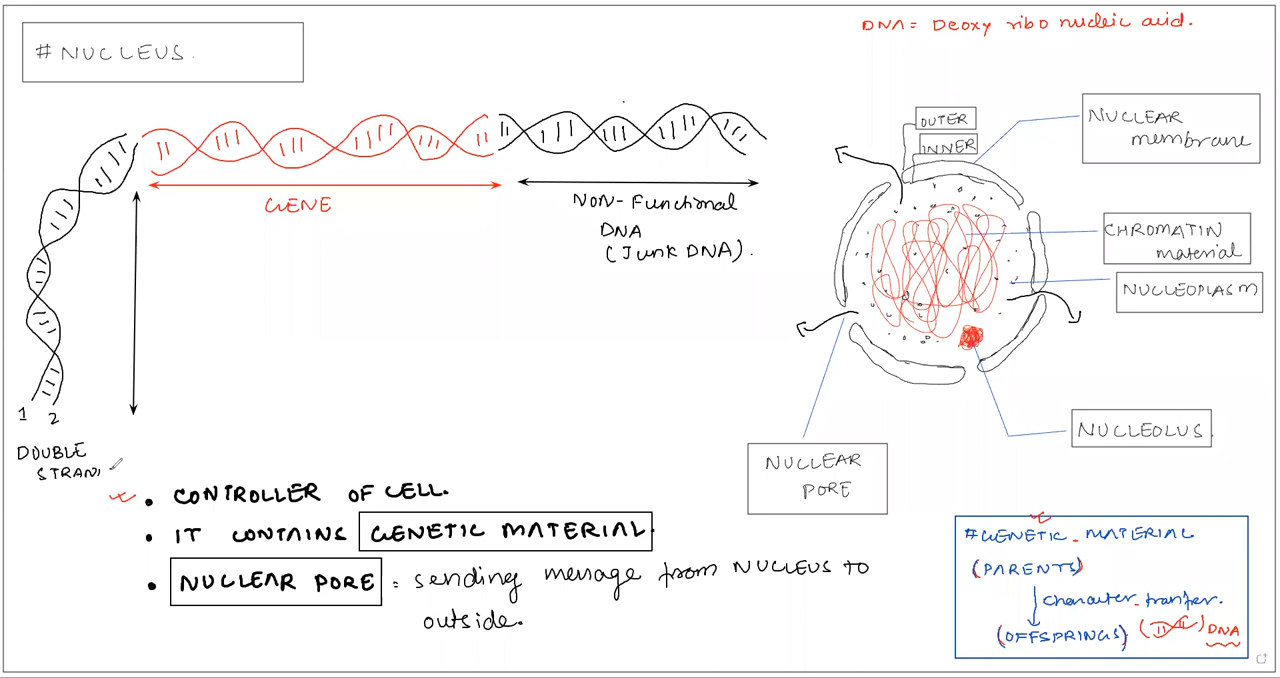 # NUCLEUS.
DNA = Deoxy ribo nucleic acid.
GENE
NON-Functional
DNA
(Junk DNA).
1 2
DOUBLE
STRAN
OUTER
INNER
NUCLEAR
membrane
CHROMATIN
material
NUCLEOPLASM
NUCLEOLUS.
NUCLEAR
PORE
• CONTROLLER OF CELL.
• IT CONTAINS GENETIC MATERIAL.
• NUCLEAR PORE = sending message from NUCLEUS TO
outside.
# GENETIC - MATERIAL
(PARENTS)
character - transfer.
(OFFSPRINGS) ( ) DNA